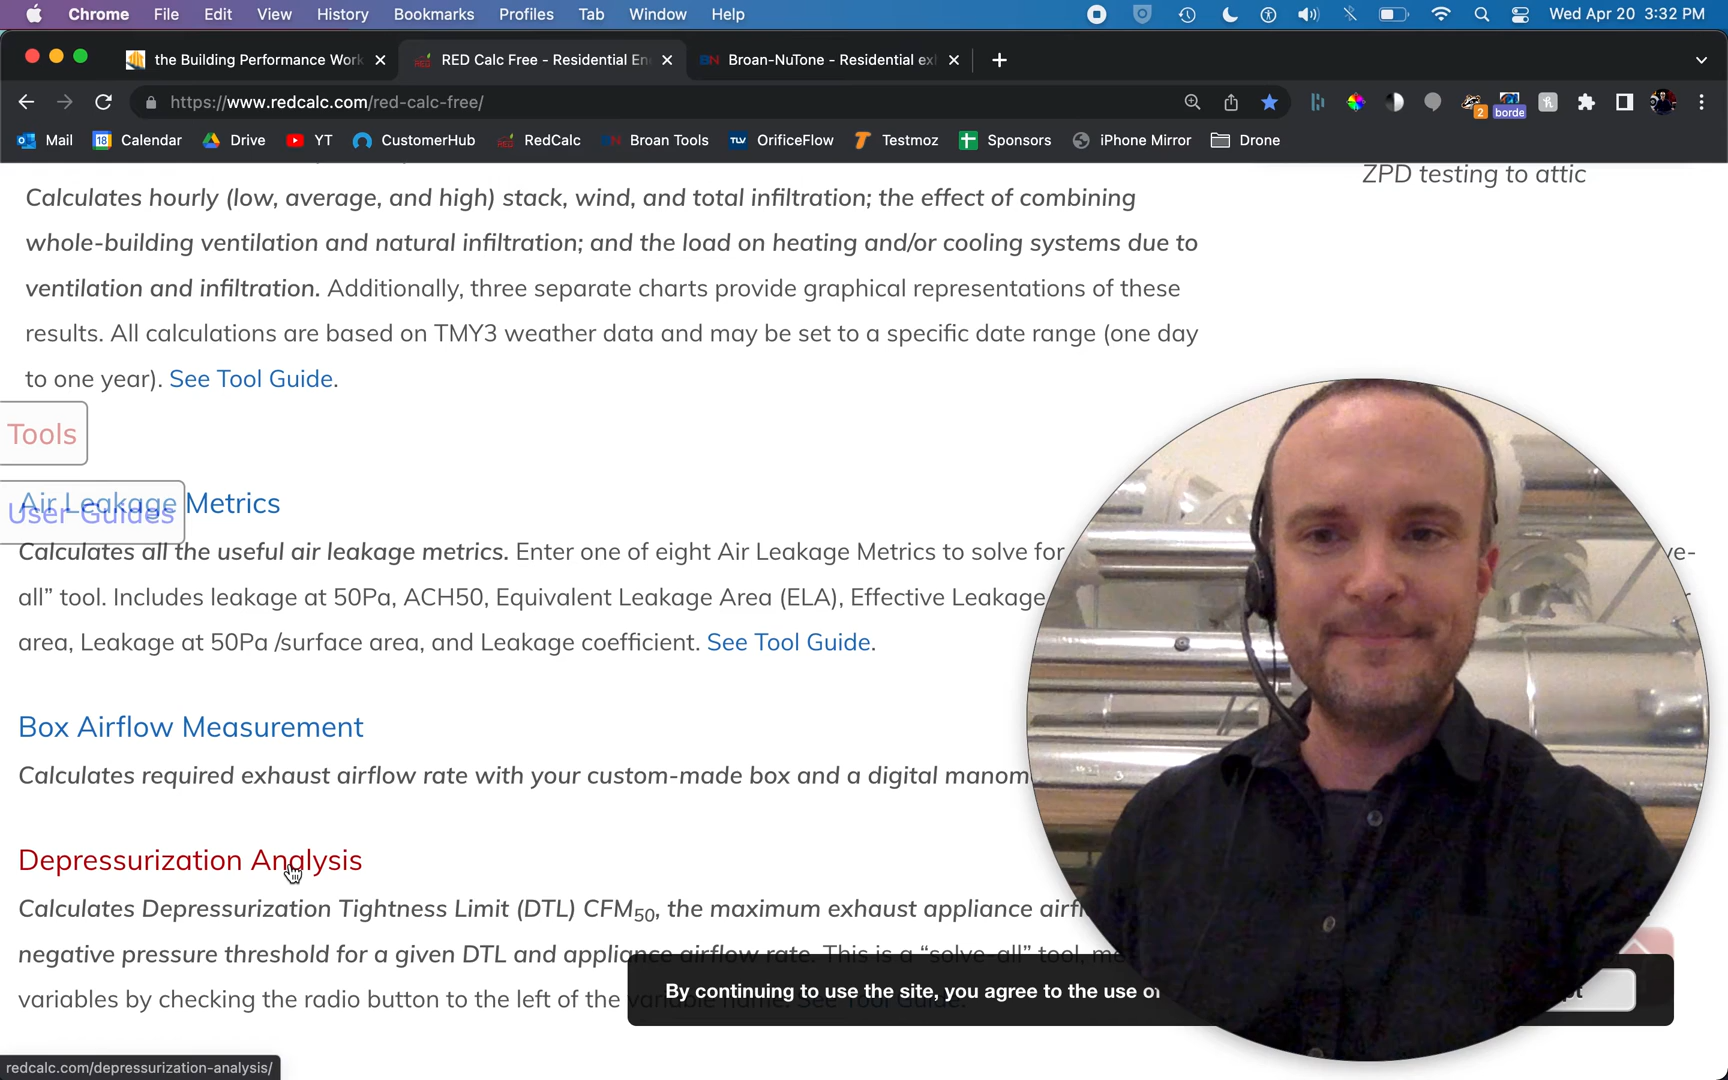 Chrome File Edit View History Bookmarks Profiles Tab Window Help Wed Apr 20 3:32 PM
the Building Performance Work RED Calc Free - Residential En Broan-NuTone - Residential ex
https://www.redcalc.com/red-calc-free/
2 borde
Mail Calendar Drive YT CustomerHub RedCalc Broan Tools OrificeFlow Testmoz Sponsors iPhone Mirror Drone
ZPD testing to attic
Calculates hourly (low, average, and high) stack, wind, and total infiltration; the effect of combining
whole-building ventilation and natural infiltration; and the load on heating and/or cooling systems due to
ventilation and infiltration. Additionally, three separate charts provide graphical representations of these
results. All calculations are based on TMY3 weather data and may be set to a specific date range (one day
to one year). See Tool Guide.
Tools
Air Leakage Metrics
User Guides
Calculates all the useful air leakage metrics. Enter one of eight Air Leakage Metrics to solve for
all” tool. Includes leakage at 50Pa, ACH50, Equivalent Leakage Area (ELA), Effective Leakage
area, Leakage at 50Pa /surface area, and Leakage coefficient. See Tool Guide.
Box Airflow Measurement
Calculates required exhaust airflow rate with your custom-made box and a digital manom
Depressurization Analysis
Calculates Depressurization Tightness Limit (DTL) CFM50, the maximum exhaust appliance airfl
negative pressure threshold for a given DTL and appliance airflow rate. This is a “solve-all” tool, me
variables by checking the radio button to the left of the variable name. See Tool Guide.
By continuing to use the site, you agree to the use of
redcalc.com/depressurization-analysis/